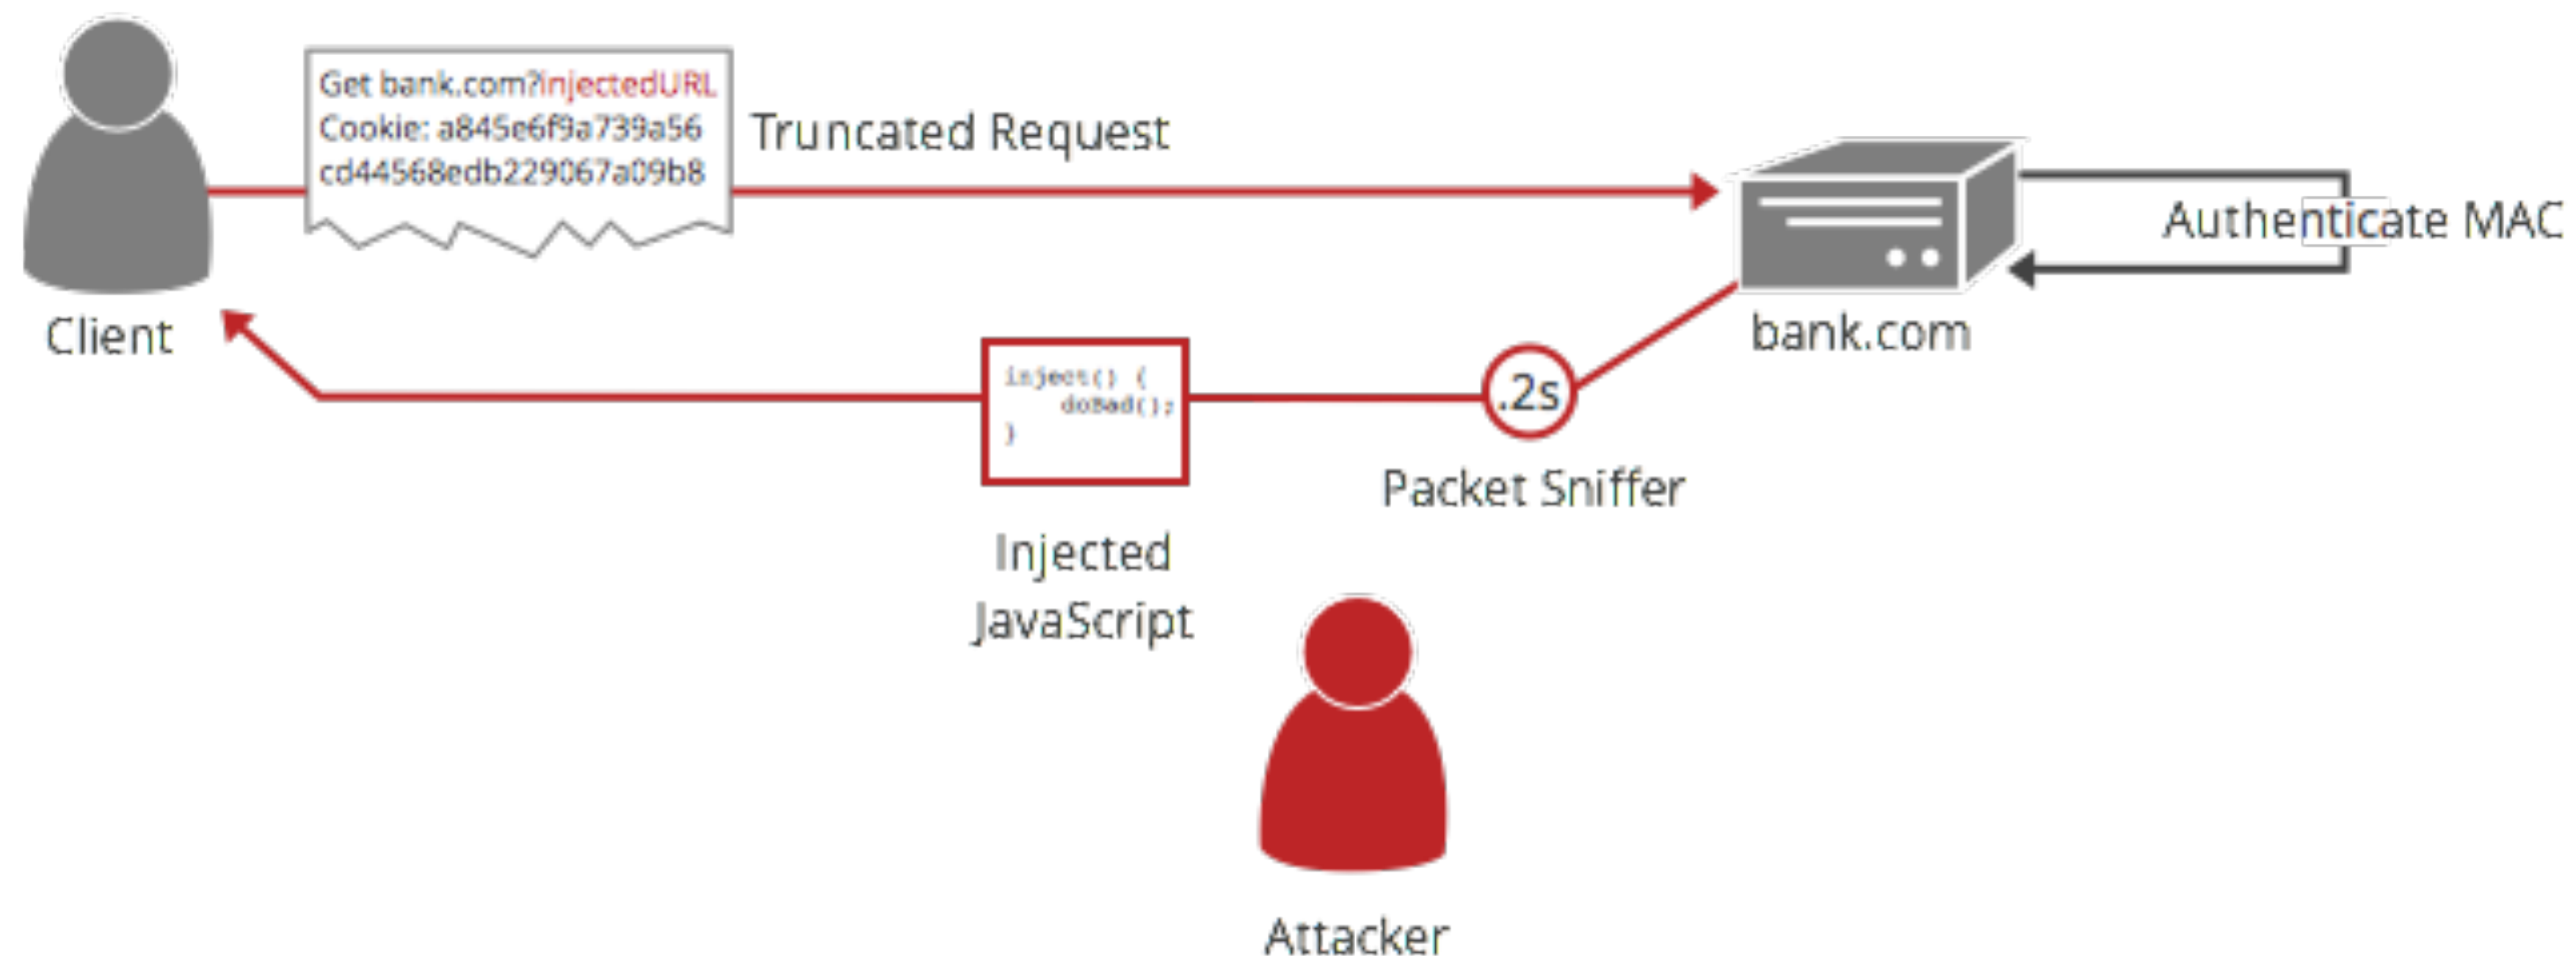 Get bank.com?injectedURL
Cookie: a845e6f9a739a56
cd44568edb229067a09b8
Truncated Request
Authenticate MAC
Client
bank.com
inject() {
doBad();
}
.2s
Packet Sniffer
Injected
JavaScript
Attacker